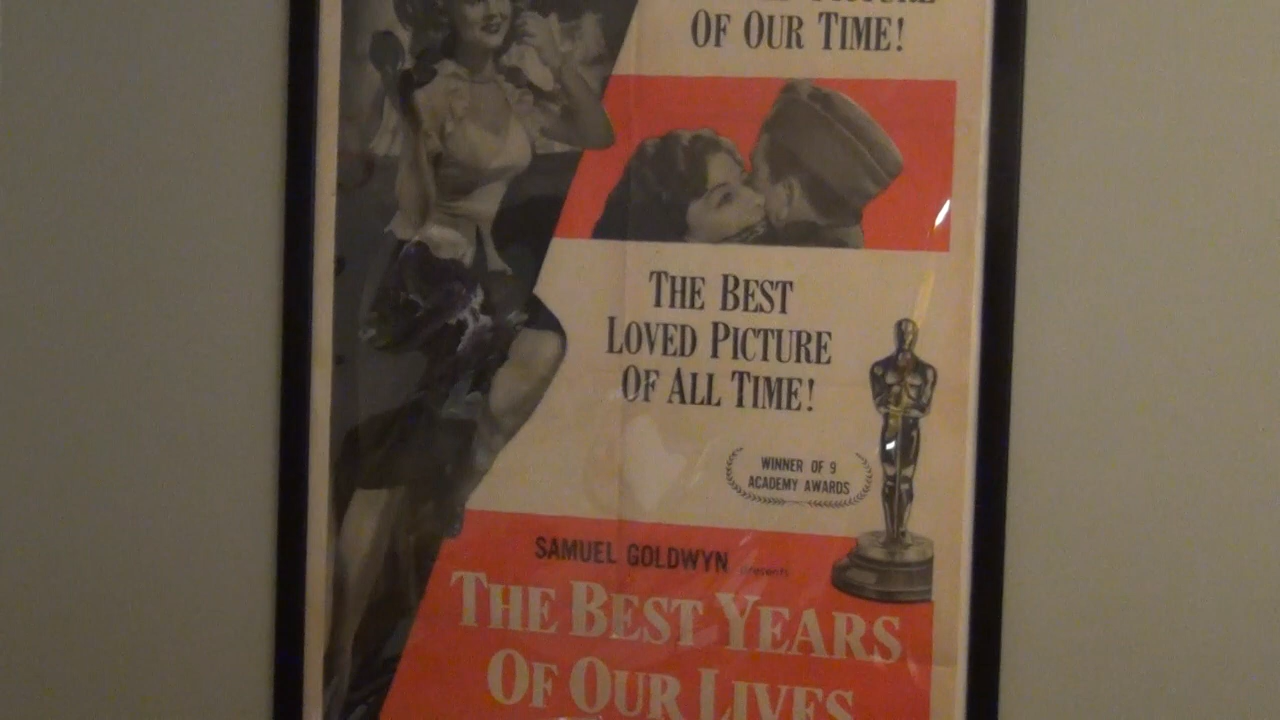 OF OUR TIME!
THE BEST
LOVED PICTURE
OF ALL TIME!
WINNER OF 9
ACADEMY AWARDS
SAMUEL GOLDWYN presents
THE BEST YEARS
OF OUR LIVES